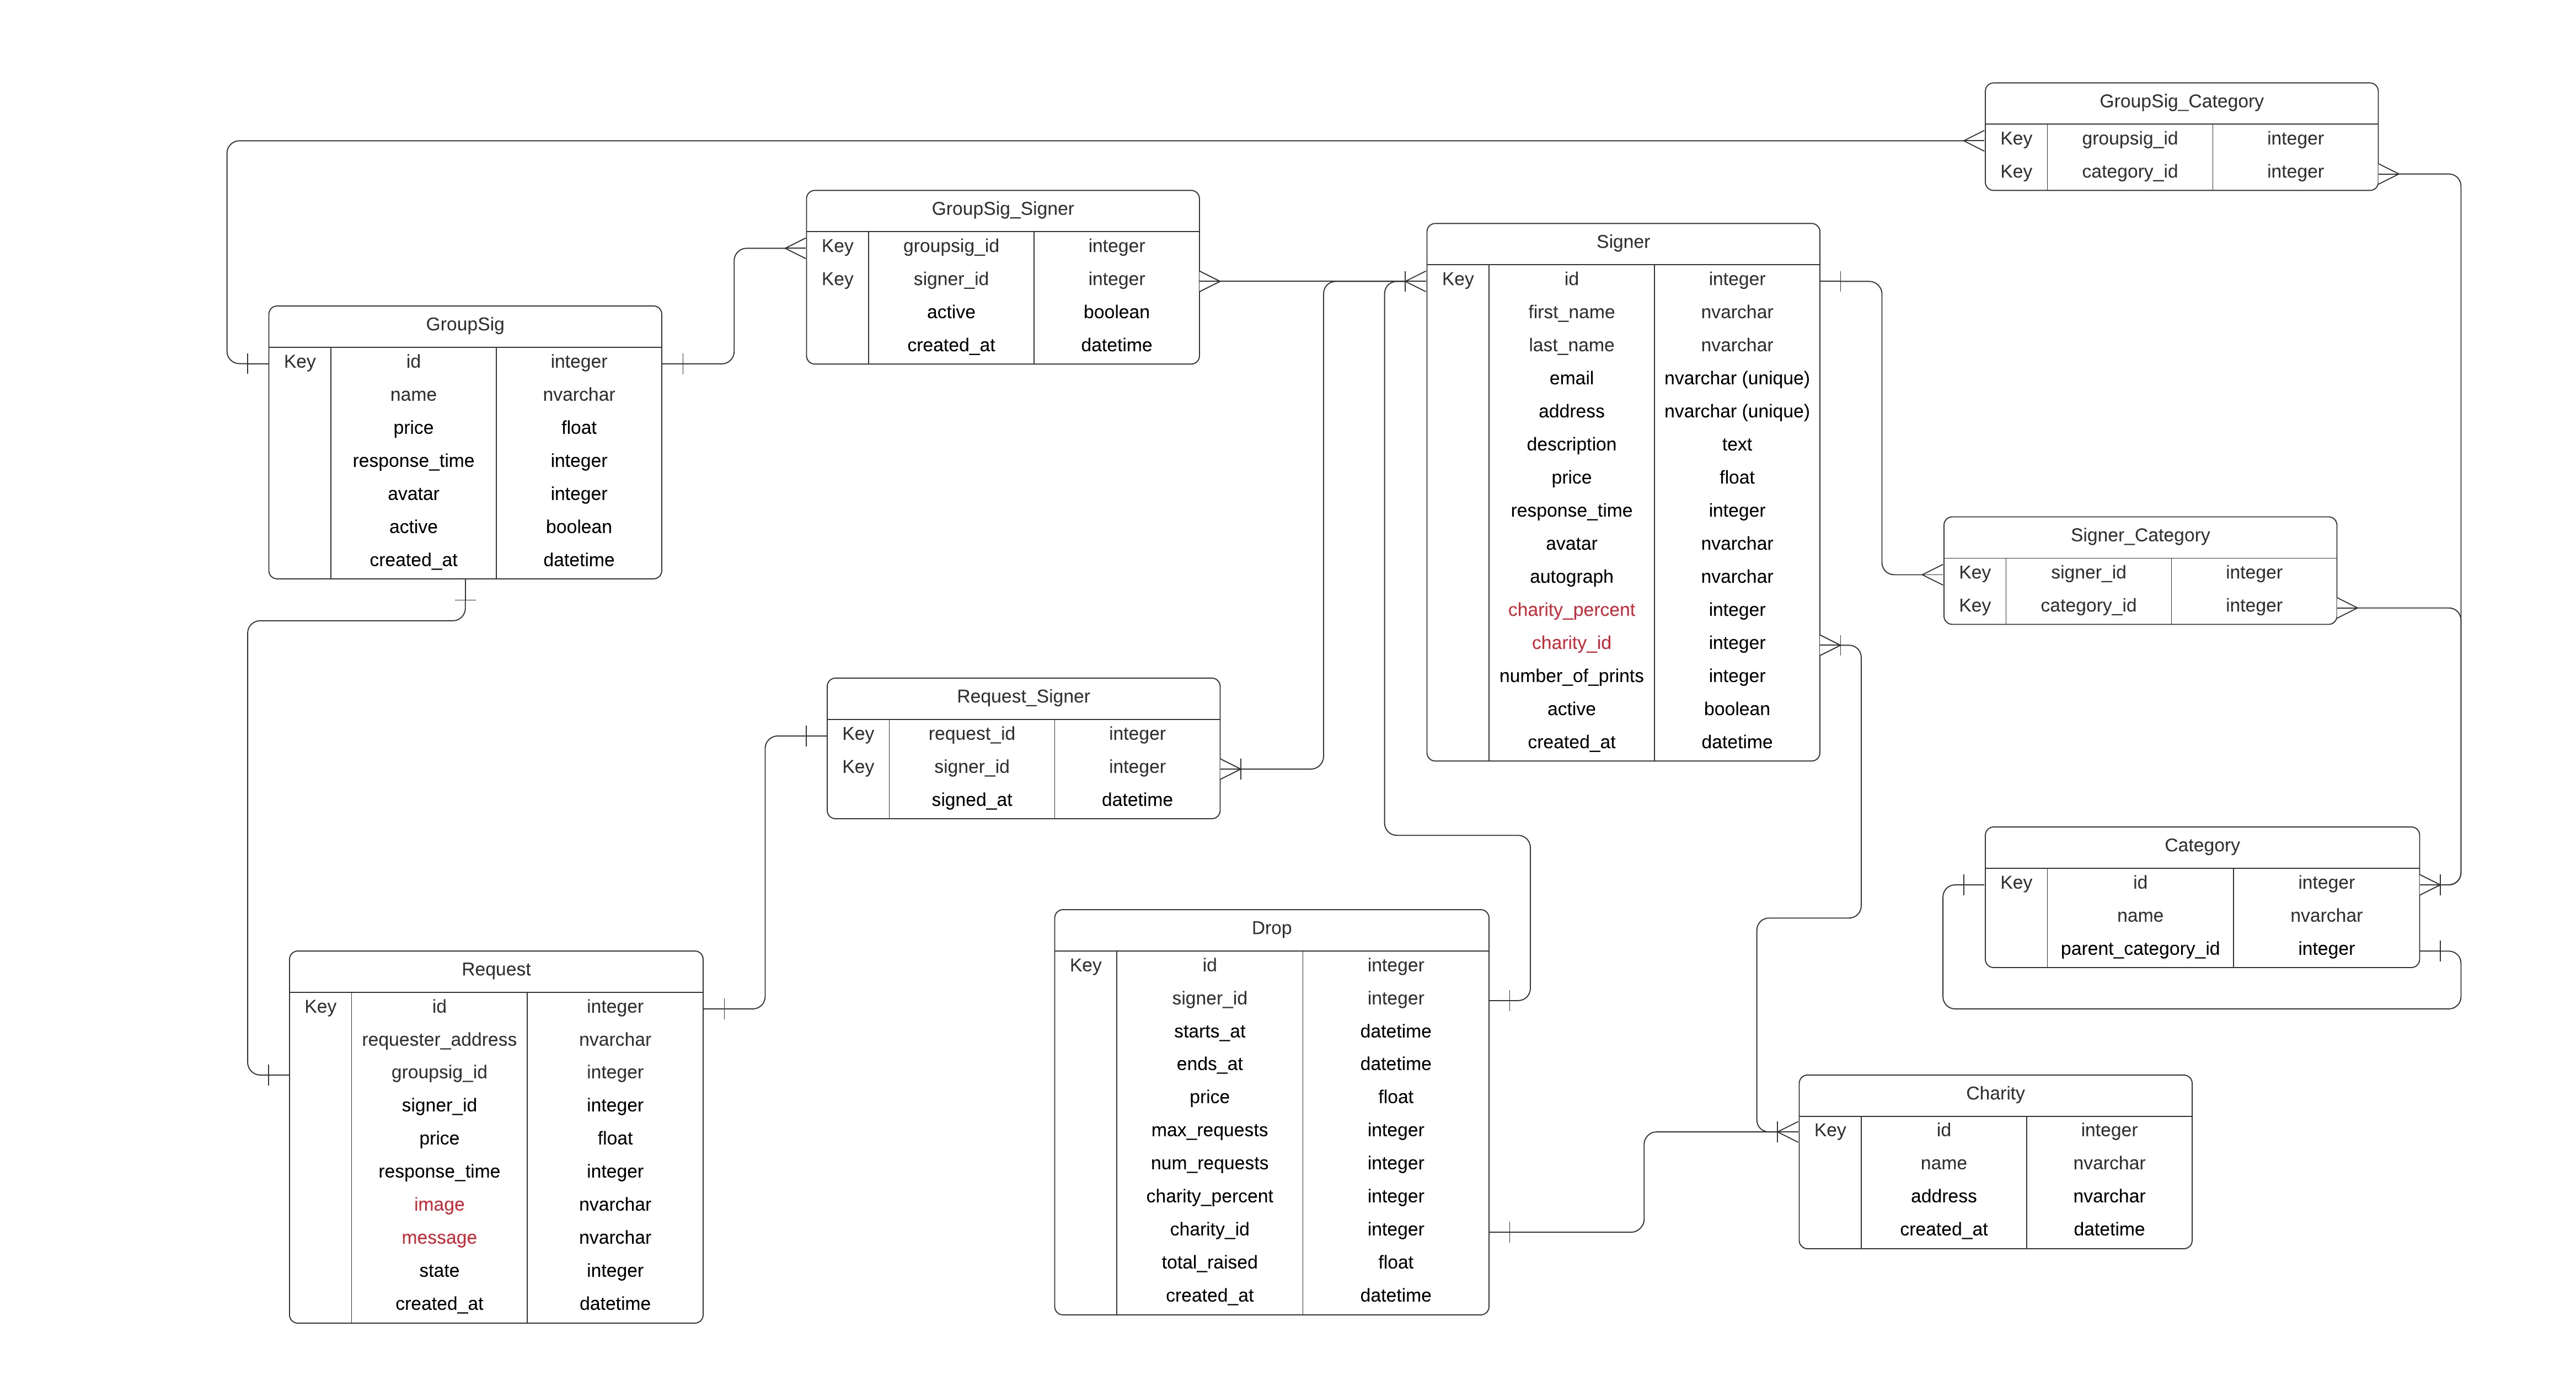 GroupSig_Category
Key groupsig_id integer
Key category_id integer
GroupSig_Signer
Key groupsig_id integer
Key signer_id integer
active boolean
created_at datetime
Signer
Key id integer
first_name nvarchar
last_name nvarchar
email nvarchar (unique)
address nvarchar (unique)
description text
price float
response_time integer
avatar nvarchar
autograph nvarchar
charity_percent integer
charity_id integer
number_of_prints integer
active boolean
created_at datetime
GroupSig
Key id integer
name nvarchar
price float
response_time integer
avatar integer
active boolean
created_at datetime
Signer_Category
Key signer_id integer
Key category_id integer
Request_Signer
Key request_id integer
Key signer_id integer
signed_at datetime
Category
Key id integer
name nvarchar
parent_category_id integer
Drop
Key id integer
signer_id integer
starts_at datetime
ends_at datetime
price float
max_requests integer
num_requests integer
charity_percent integer
charity_id integer
total_raised float
created_at datetime
Request
Key id integer
requester_address nvarchar
groupsig_id integer
signer_id integer
price float
response_time integer
image nvarchar
message nvarchar
state integer
created_at datetime
Charity
Key id integer
name nvarchar
address nvarchar
created_at datetime